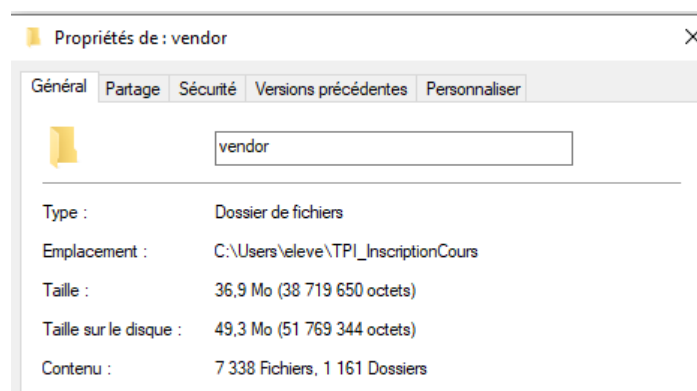 Propriétés de : vendor
Général Partage Sécurité Versions précédentes Personnaliser
vendor
Type : Dossier de fichiers
Emplacement : C:\Users\eleve\TPI_InscriptionCours
Taille : 36,9 Mo (38 719 650 octets)
Taille sur le disque : 49,3 Mo (51 769 344 octets)
Contenu : 7 338 Fichiers, 1 161 Dossiers